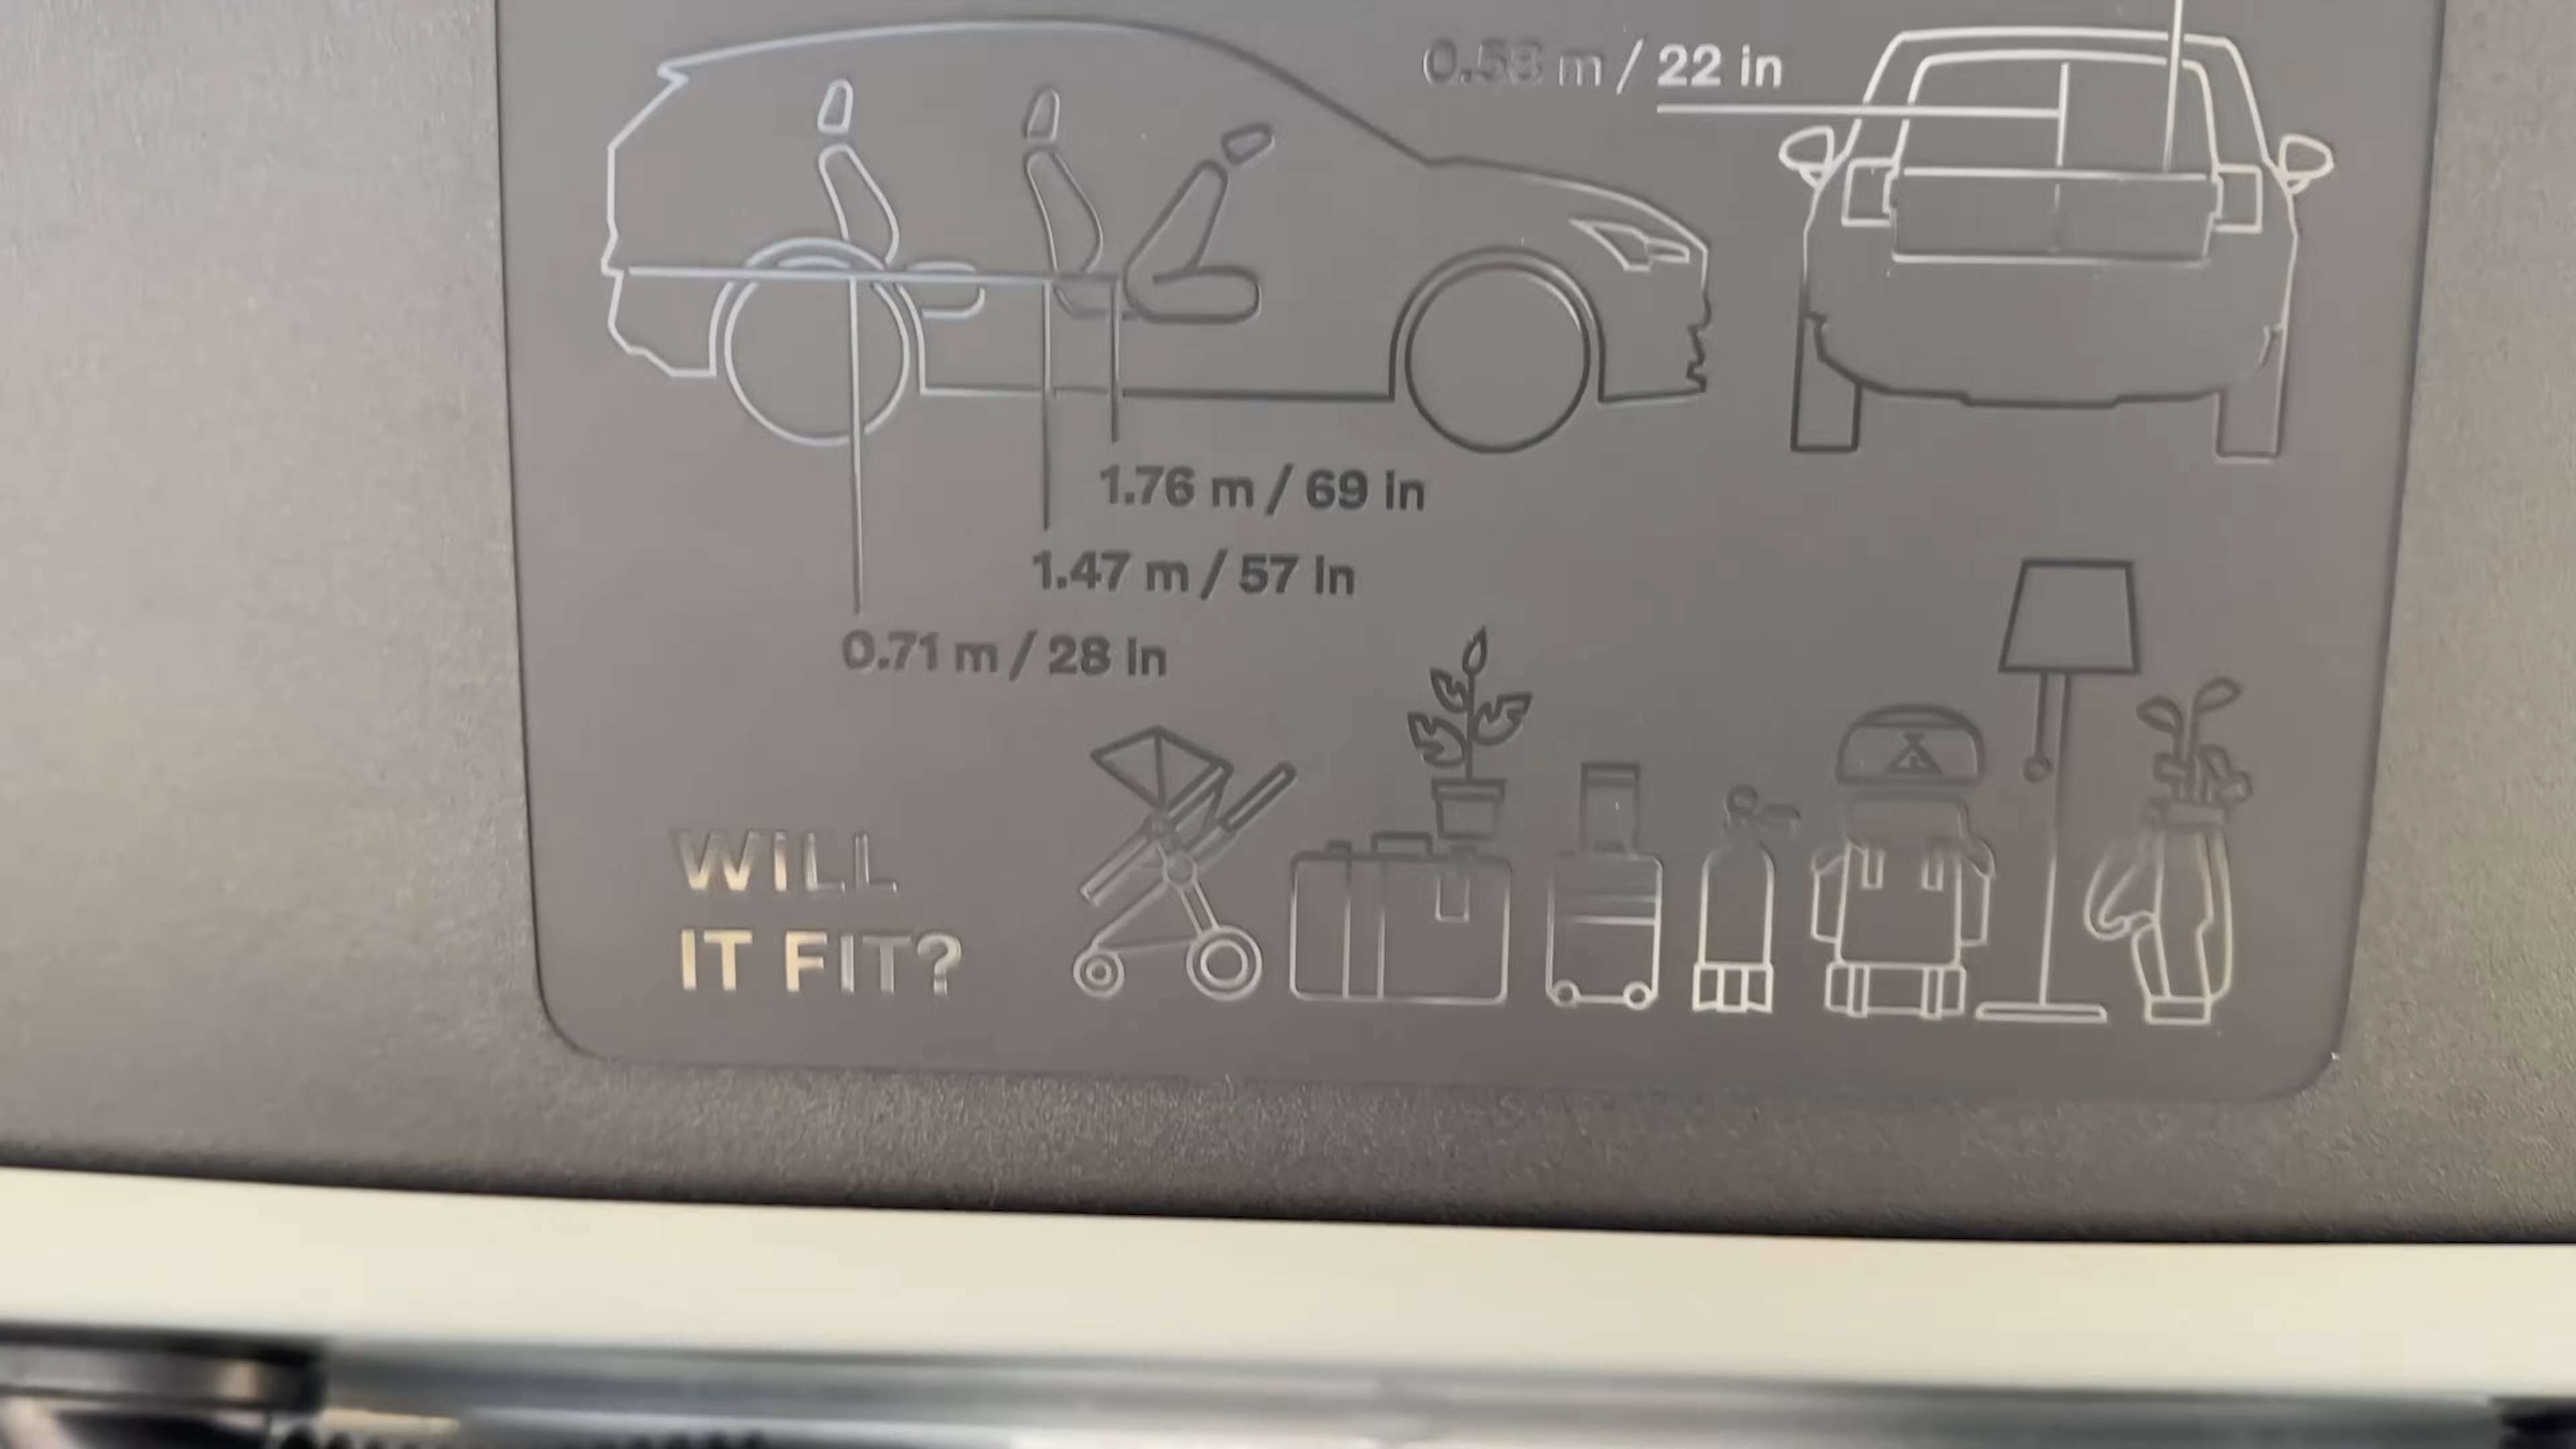 0.58 m / 22 in
1.76 m / 69 in
1.47 m / 57 in
0.71 m / 28 in
WILL
IT FIT?